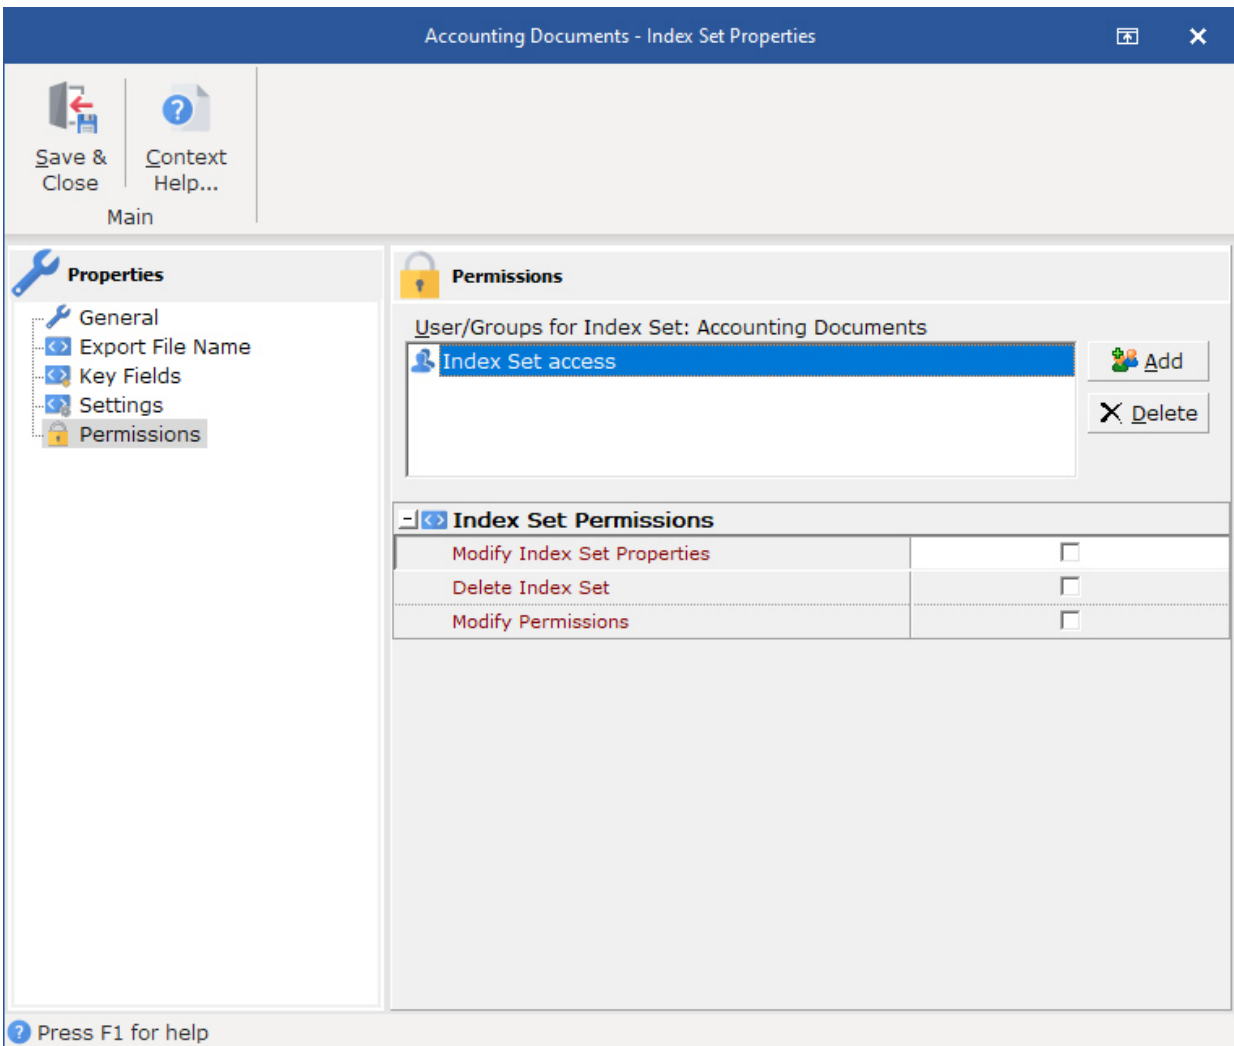 Accounting Documents - Index Set Properties
Save & Close
Context Help...
Main
Properties
General
Export File Name
Key Fields
Settings
Permissions
Permissions
User/Groups for Index Set: Accounting Documents
Index Set access
Add
Delete
Index Set Permissions
Modify Index Set Properties
Delete Index Set
Modify Permissions
Press F1 for help